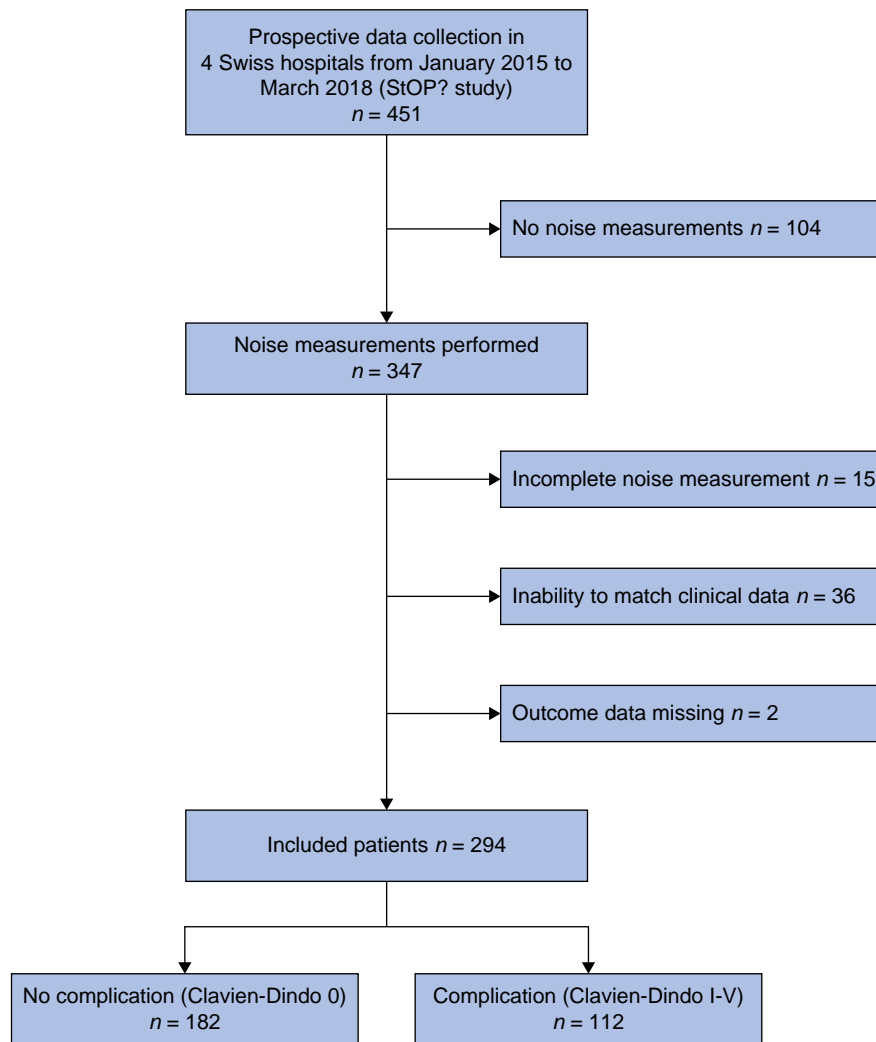 Prospective data collection in
4 Swiss hospitals from January 2015 to
March 2018 (StOP? study)
n = 451
No noise measurements n = 104
Noise measurements performed
n = 347
Incomplete noise measurement n = 15
Inability to match clinical data n = 36
Outcome data missing n = 2
Included patients n = 294
No complication (Clavien-Dindo 0)
n = 182
Complication (Clavien-Dindo I-V)
n = 112